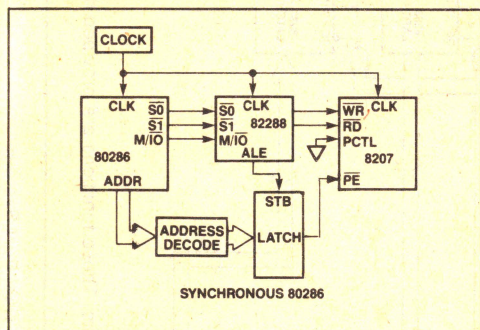 CLOCK
CLK S0 S0 CLK WR CLK
S1 S1 82288 RD
M/IO M/IO PCTL
80286 ALE 8207
ADDR PE
STB
ADDRESS
DECODE
LATCH
SYNCHRONOUS 80286